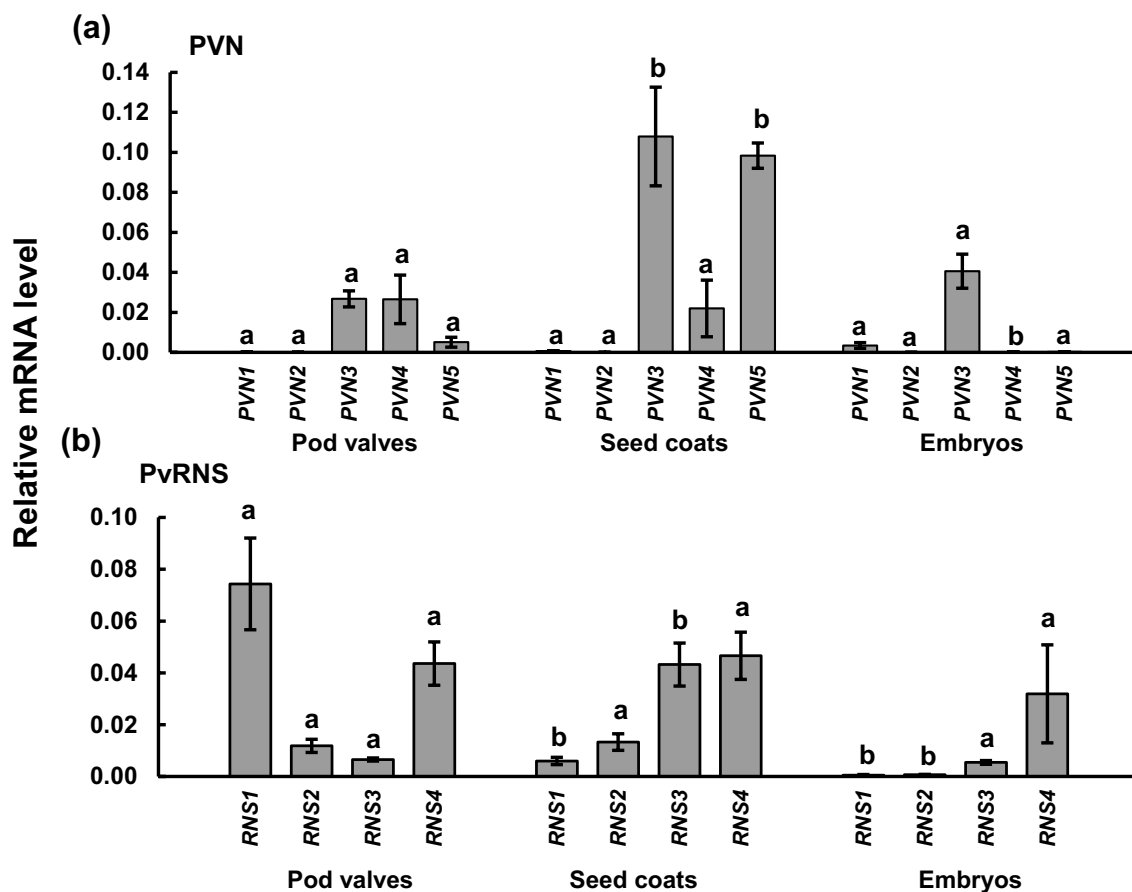 (a)
PVN
0.14
0.12
0.10
0.08
0.06
0.04
0.02
0.00
a a a a a a a b a b a a a b a
PVN1 PVN2 PVN3 PVN4 PVN5 PVN1 PVN2 PVN3 PVN4 PVN5 PVN1 PVN2 PVN3 PVN4 PVN5
Pod valves Seed coats Embryos
Relative mRNA level
(b)
PvRNS
0.10
0.08
0.06
0.04
0.02
0.00
a a a a b a b a b b a a
RNS1 RNS2 RNS3 RNS4 RNS1 RNS2 RNS3 RNS4 RNS1 RNS2 RNS3 RNS4
Pod valves Seed coats Embryos